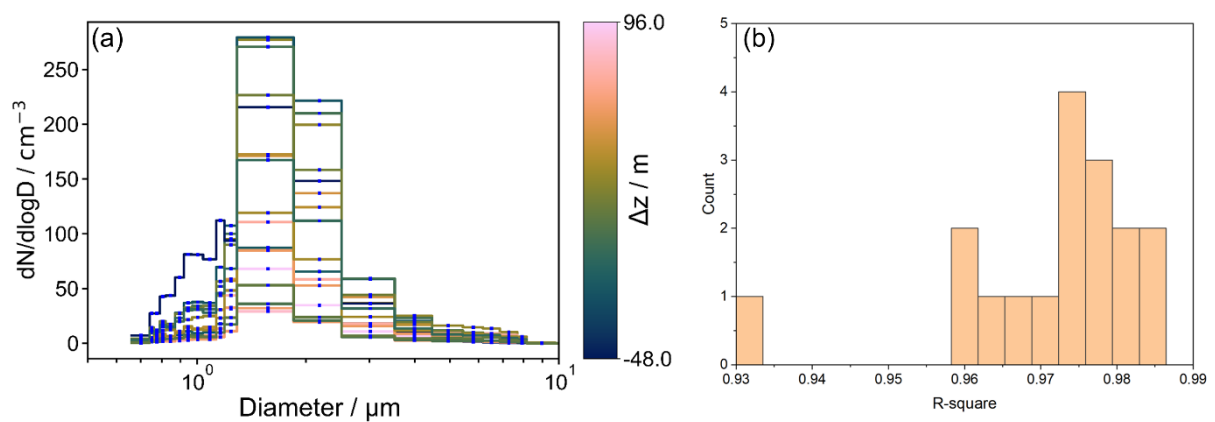 (a)
dN/dlogD / cm⁻³
250
200
150
100
50
0
10⁰
10¹
Diameter / μm
96.0
Δz / m
-48.0
(b)
Count
5
4
3
2
1
0
0.93 0.94 0.95 0.96 0.97 0.98 0.99
R-square